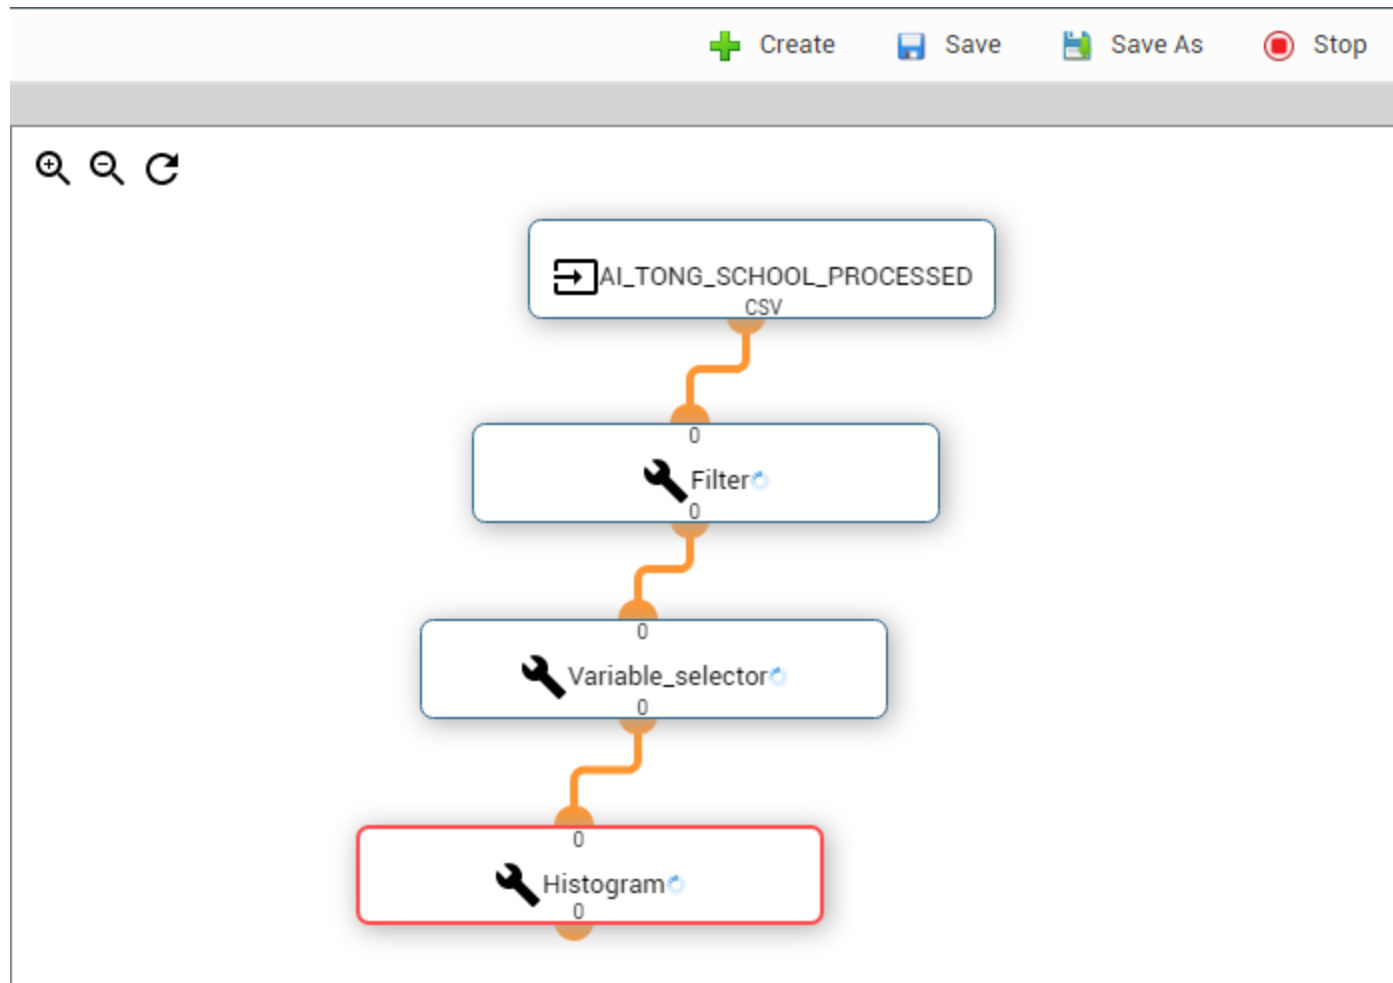 Create Save Save As Stop
AI_TONG_SCHOOL_PROCESSED
CSV
0
Filter
0
0
Variable_selector
0
0
Histogram
0